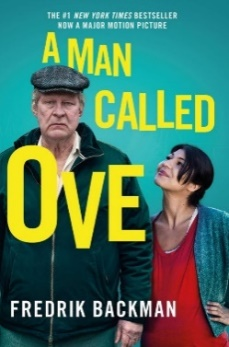 THE #1 NEW YORK TIMES BESTSELLER
NOW A MAJOR MOTION PICTURE
A MAN
CALLED
OVE
FREDRIK BACKMAN